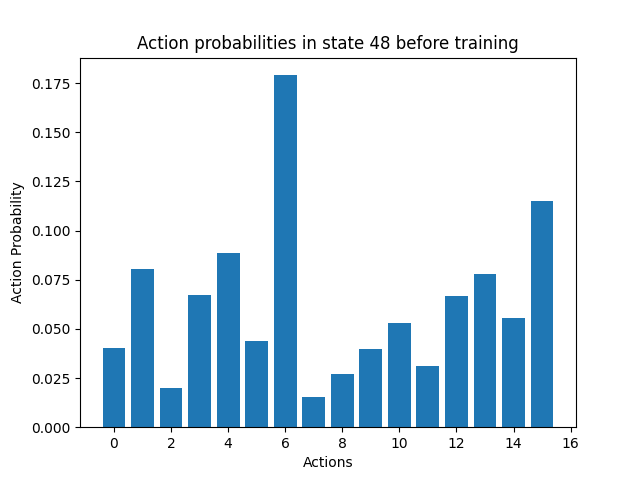 Action probabilities in state 48 before training
0.175
0.150
0.125
0.100
0.075
0.050
0.025
0.000
Action Probability
0 2 4 6 8 10 12 14 16
Actions